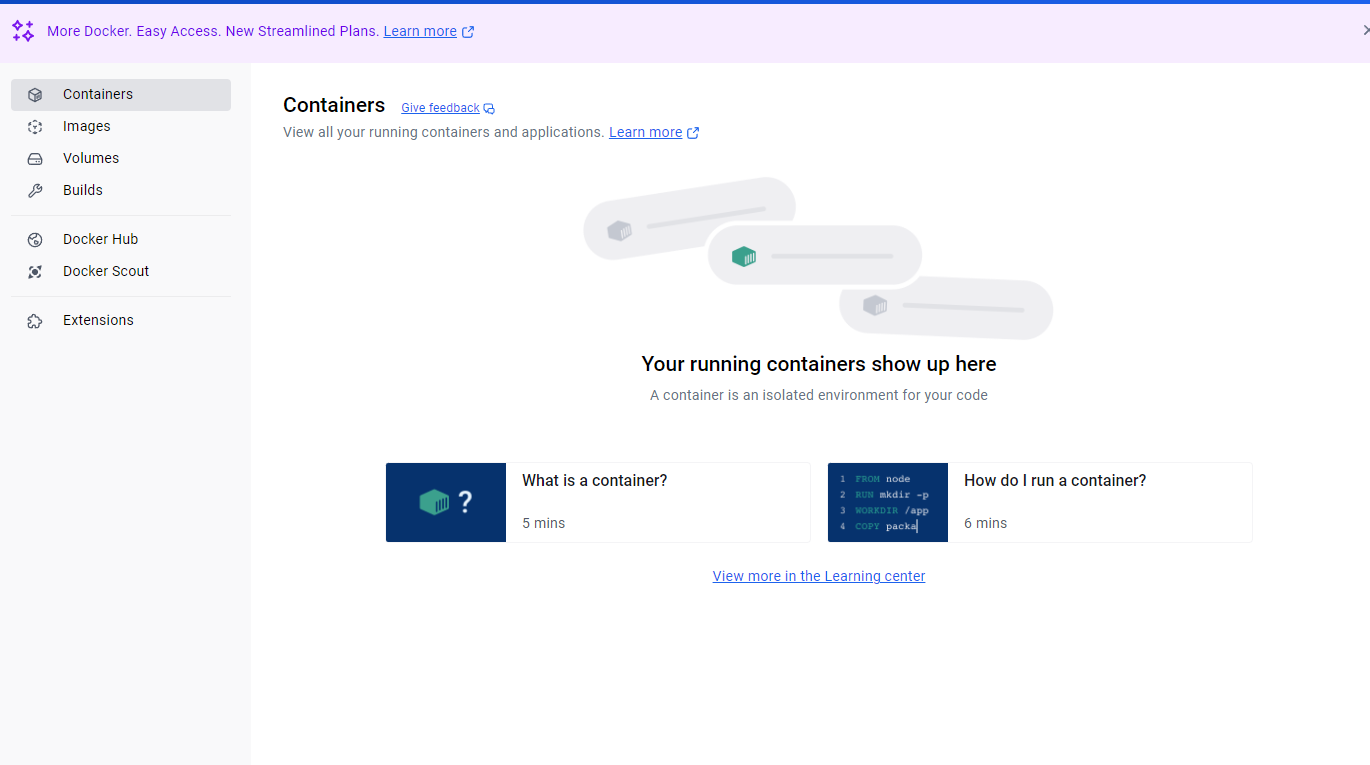 More Docker. Easy Access. New Streamlined Plans. Learn more
Containers
Images
Volumes
Builds
Docker Hub
Docker Scout
Extensions
Containers Give feedback
View all your running containers and applications. Learn more
Your running containers show up here
A container is an isolated environment for your code
?
What is a container?
5 mins
1 FROM node
2 RUN mkdir -p
3 WORKDIR /app
4 COPY packa
How do I run a container?
6 mins
View more in the Learning center